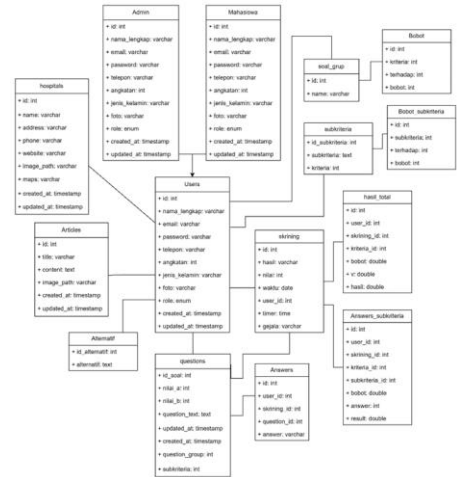 Admin
+ id: int
+ nama_lengkap: varchar
+ email: varchar
+ password: varchar
+ telepon: varchar
+ angkatan: int
+ jenis_kelamin: varchar
+ foto: varchar
+ role: enum
+ created_at: timestamp
+ updated_at: timestamp
Mahasiswa
+ id: int
+ nama_lengkap: varchar
+ email: varchar
+ password: varchar
+ telepon: varchar
+ angkatan: int
+ jenis_kelamin: varchar
+ foto: varchar
+ role: enum
+ created_at: timestamp
+ updated_at: timestamp
soal_grup
+ id: int
+ name: varchar
Bobot
+ id: int
+ kriteria: int
+ terhadap: int
+ bobot: int
hospitals
+ id: int
+ name: varchar
+ address: varchar
+ phone: varchar
+ website: varchar
+ image_path: varchar
+ maps: varchar
+ created_at: timestamp
+ updated_at: timestamp
subkriteria
+ id_subkriteria: int
+ subkriteria: text
+ kriteria: int
Bobot_subkriteria
+ id: int
+ subkriteria: int
+ terhadap: int
+ bobot: int
Users
+ id: int
+ nama_lengkap: varchar
+ email: varchar
+ password: varchar
+ telepon: varchar
+ angkatan: int
+ jenis_kelamin: varchar
+ foto: varchar
+ role: enum
+ created_at: timestamp
+ updated_at: timestamp
hasil_total
+ id: int
+ user_id: int
+ skrining_id: int
+ kriteria_id: int
+ bobot: double
+ v: double
+ hasil: double
Articles
+ id: int
+ title: varchar
+ content: text
+ image_path: varchar
+ created_at: timestamp
+ updated_at: timestamp
skrining
+ id: int
+ hasil: varchar
+ nilai: int
+ waktu: date
+ user_id: int
+ timer: time
+ gejala: varchar
Answers_subkriteria
+ id: int
+ user_id: int
+ skrining_id: int
+ kriteria_id: int
+ subkriteria_id: int
+ bobot: double
+ answer: int
+ result: double
Alternatif
+ id_alternatif: int
+ alternatif: text
questions
+ id_soal: int
+ nilai_a: int
+ nilai_b: int
+ question_text: text
+ updated_at: timestamp
+ created_at: timestamp
+ question_group: int
+ subkriteria: int
Answers
+ id: int
+ user_id: int
+ skrining_id: int
+ question_id: int
+ answer: varchar